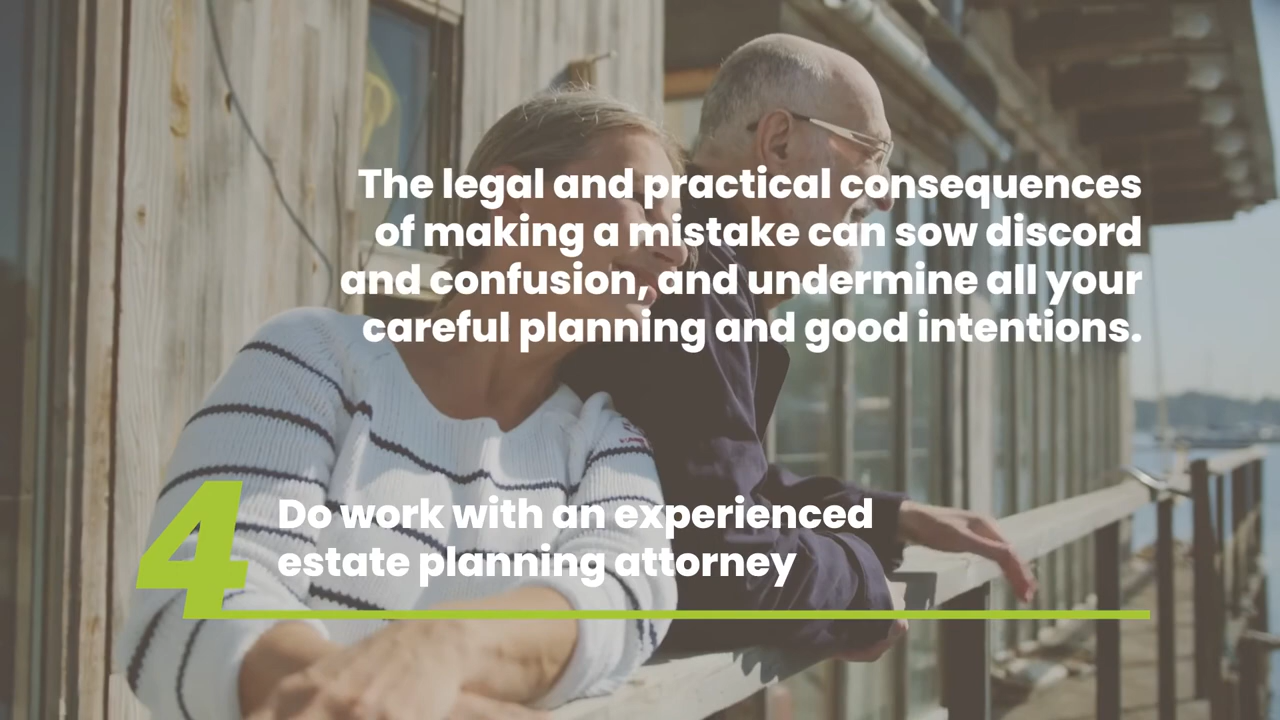 The legal and practical consequences
of making a mistake can sow discord
and confusion, and undermine all your
careful planning and good intentions.
4
Do work with an experienced
estate planning attorney